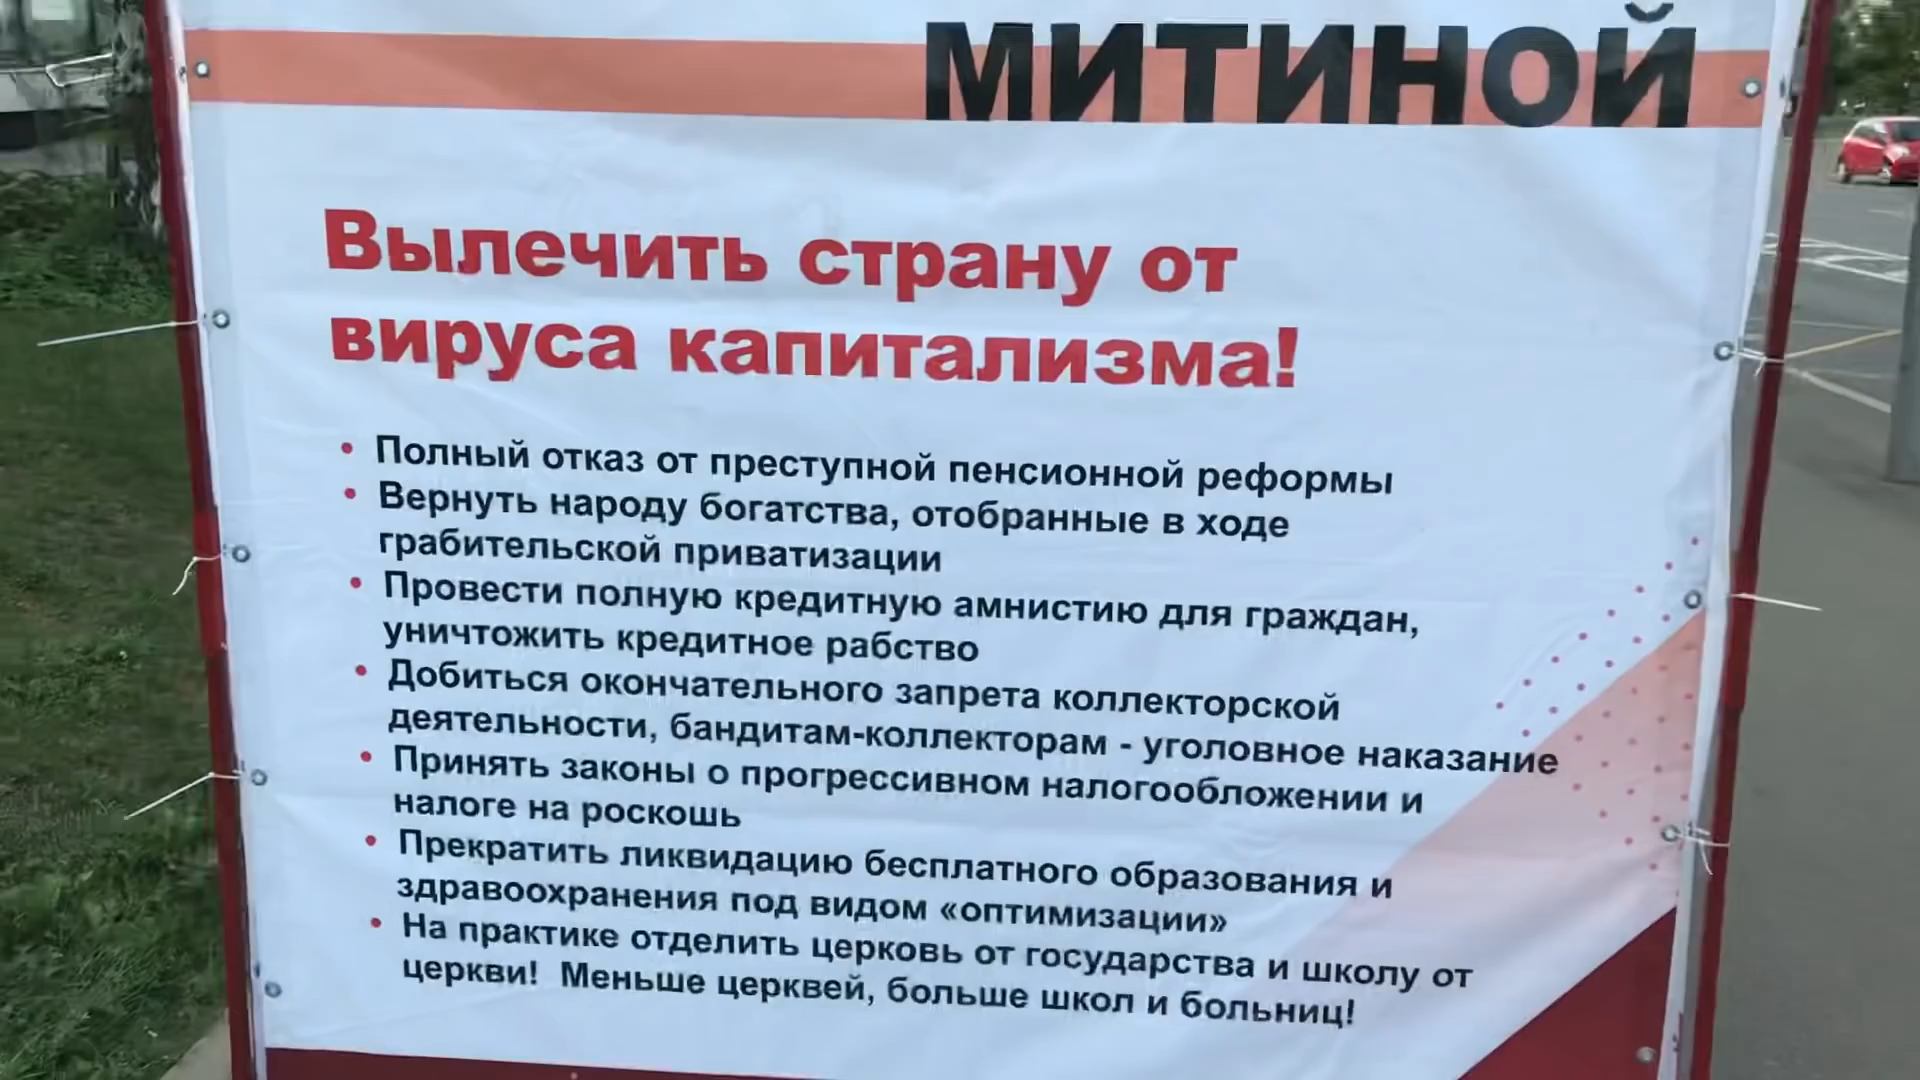 МИТИНОЙ
Вылечить страну от
вируса капитализма!
• Полный отказ от преступной пенсионной реформы
• Вернуть народу богатства, отобранные в ходе
грабительской приватизации
• Провести полную кредитную амнистию для граждан,
уничтожить кредитное рабство
• Добиться окончательного запрета коллекторской
деятельности, бандитам-коллекторам - уголовное наказание
• Принять законы о прогрессивном налогообложении и
налоге на роскошь
• Прекратить ликвидацию бесплатного образования и
здравоохранения под видом «оптимизации»
• На практике отделить церковь от государства и школу от
церкви! Меньше церквей, больше школ и больниц!